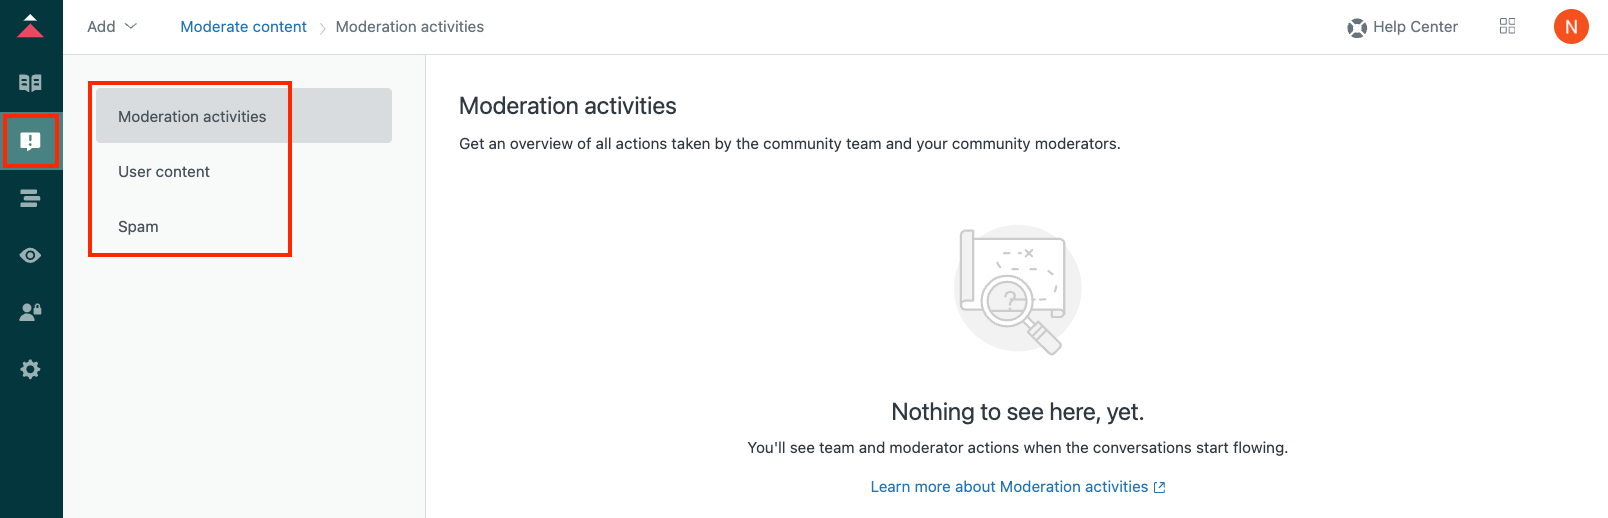 Add
Moderate content
Moderation activities
Help Center
N
Moderation activities
User content
Spam
Moderation activities
Get an overview of all actions taken by the community team and your community moderators.
?
Nothing to see here, yet.
You'll see team and moderator actions when the conversations start flowing.
Learn more about Moderation activities